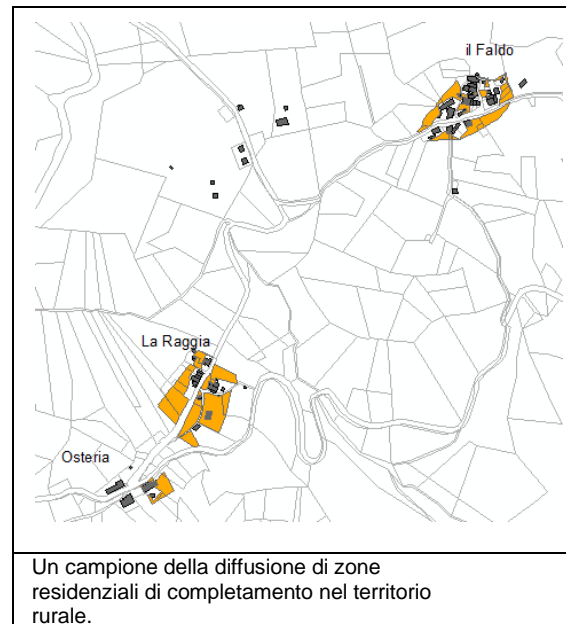 il Faldo
La Raggia
Osteria
Un campione della diffusione di zone
residenziali di completamento nel territorio
rurale.